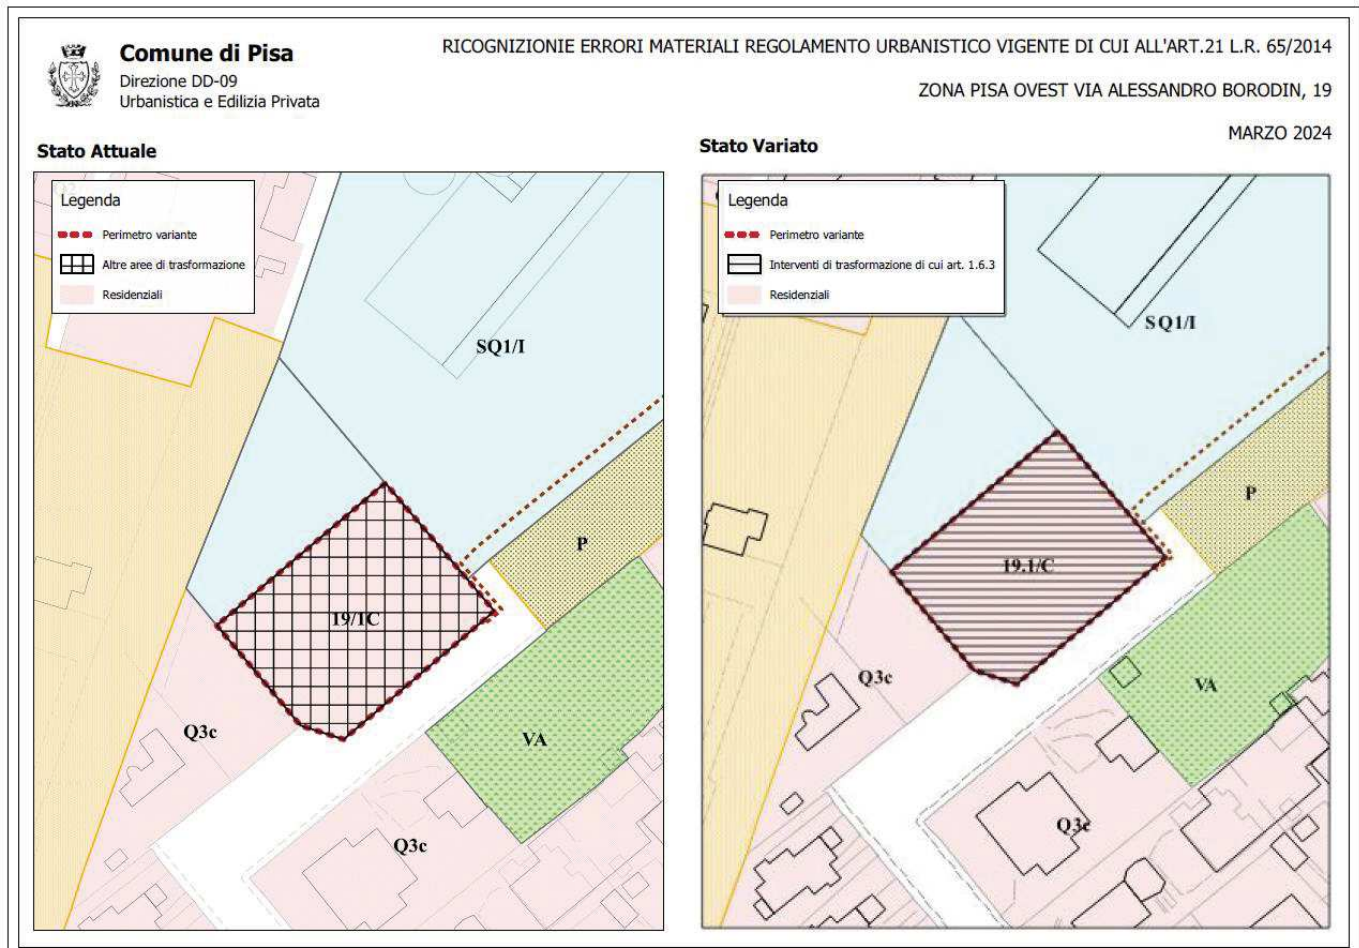 Comune di Pisa
Direzione DD-09
Urbanistica e Edilizia Privata
RICOGNIZIONIE ERRORI MATERIALI REGOLAMENTO URBANISTICO VIGENTE DI CUI ALL'ART.21 L.R. 65/2014
ZONA PISA OVEST VIA ALESSANDRO BORODIN, 19
MARZO 2024
Stato Attuale
Legenda
Perimetro variante
Altre aree di trasformazione
Residenziali
SQ1/I
P
19/1C
Q3c
VA
Q3c
Stato Variato
Legenda
Perimetro variante
Interventi di trasformazione di cui art. 1.6.3
Residenziali
SQ1/I
P
19.1/C
Q3c
VA
Q3c